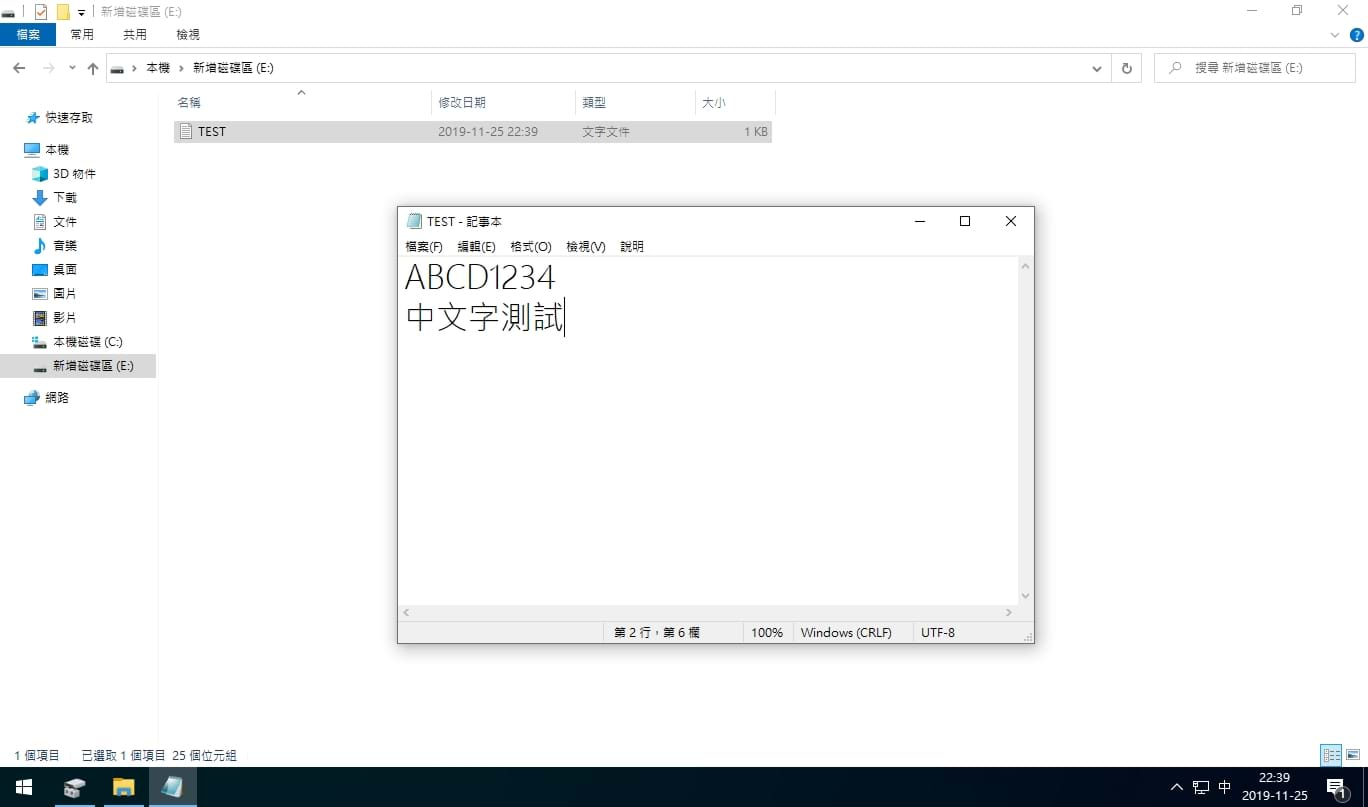 新增磁碟區 (E:)
檔案 常用 共用 檢視
本機 新增磁碟區 (E:) 搜尋 新增磁碟區 (E:)
名稱 修改日期 類型 大小
TEST 2019-11-25 22:39 文字文件 1 KB
快速存取
本機
3D 物件
下載
文件
音樂
桌面
圖片
影片
本機磁碟 (C:)
新增磁碟區 (E:)
網路
TEST - 記事本
檔案(F) 編輯(E) 格式(O) 檢視(V) 說明
ABCD1234
中文字測試
第 2 行，第 6 欄 100% Windows (CRLF) UTF-8
1 個項目 已選取 1 個項目 25 個位元組
中 22:39
2019-11-25
1